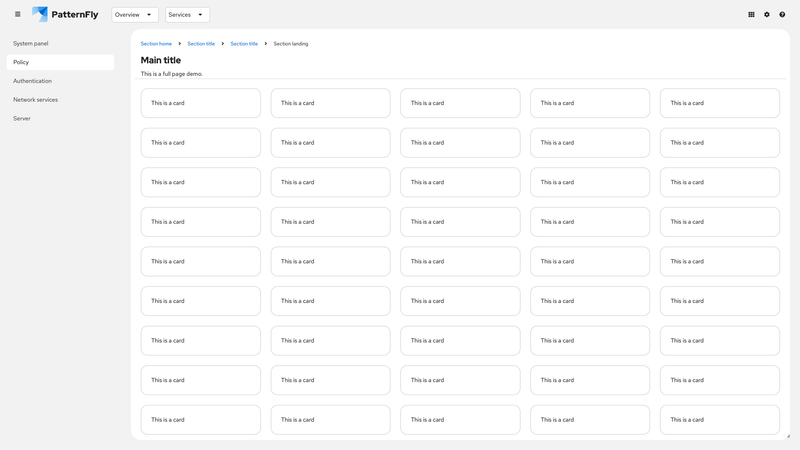 PatternFly Overview Services
System panel
Policy
Authentication
Network services
Server
Section home Section title Section title Section landing
Main title
This is a full page demo.
This is a card This is a card This is a card This is a card This is a card
This is a card This is a card This is a card This is a card This is a card
This is a card This is a card This is a card This is a card This is a card
This is a card This is a card This is a card This is a card This is a card
This is a card This is a card This is a card This is a card This is a card
This is a card This is a card This is a card This is a card This is a card
This is a card This is a card This is a card This is a card This is a card
This is a card This is a card This is a card This is a card This is a card
This is a card This is a card This is a card This is a card This is a card